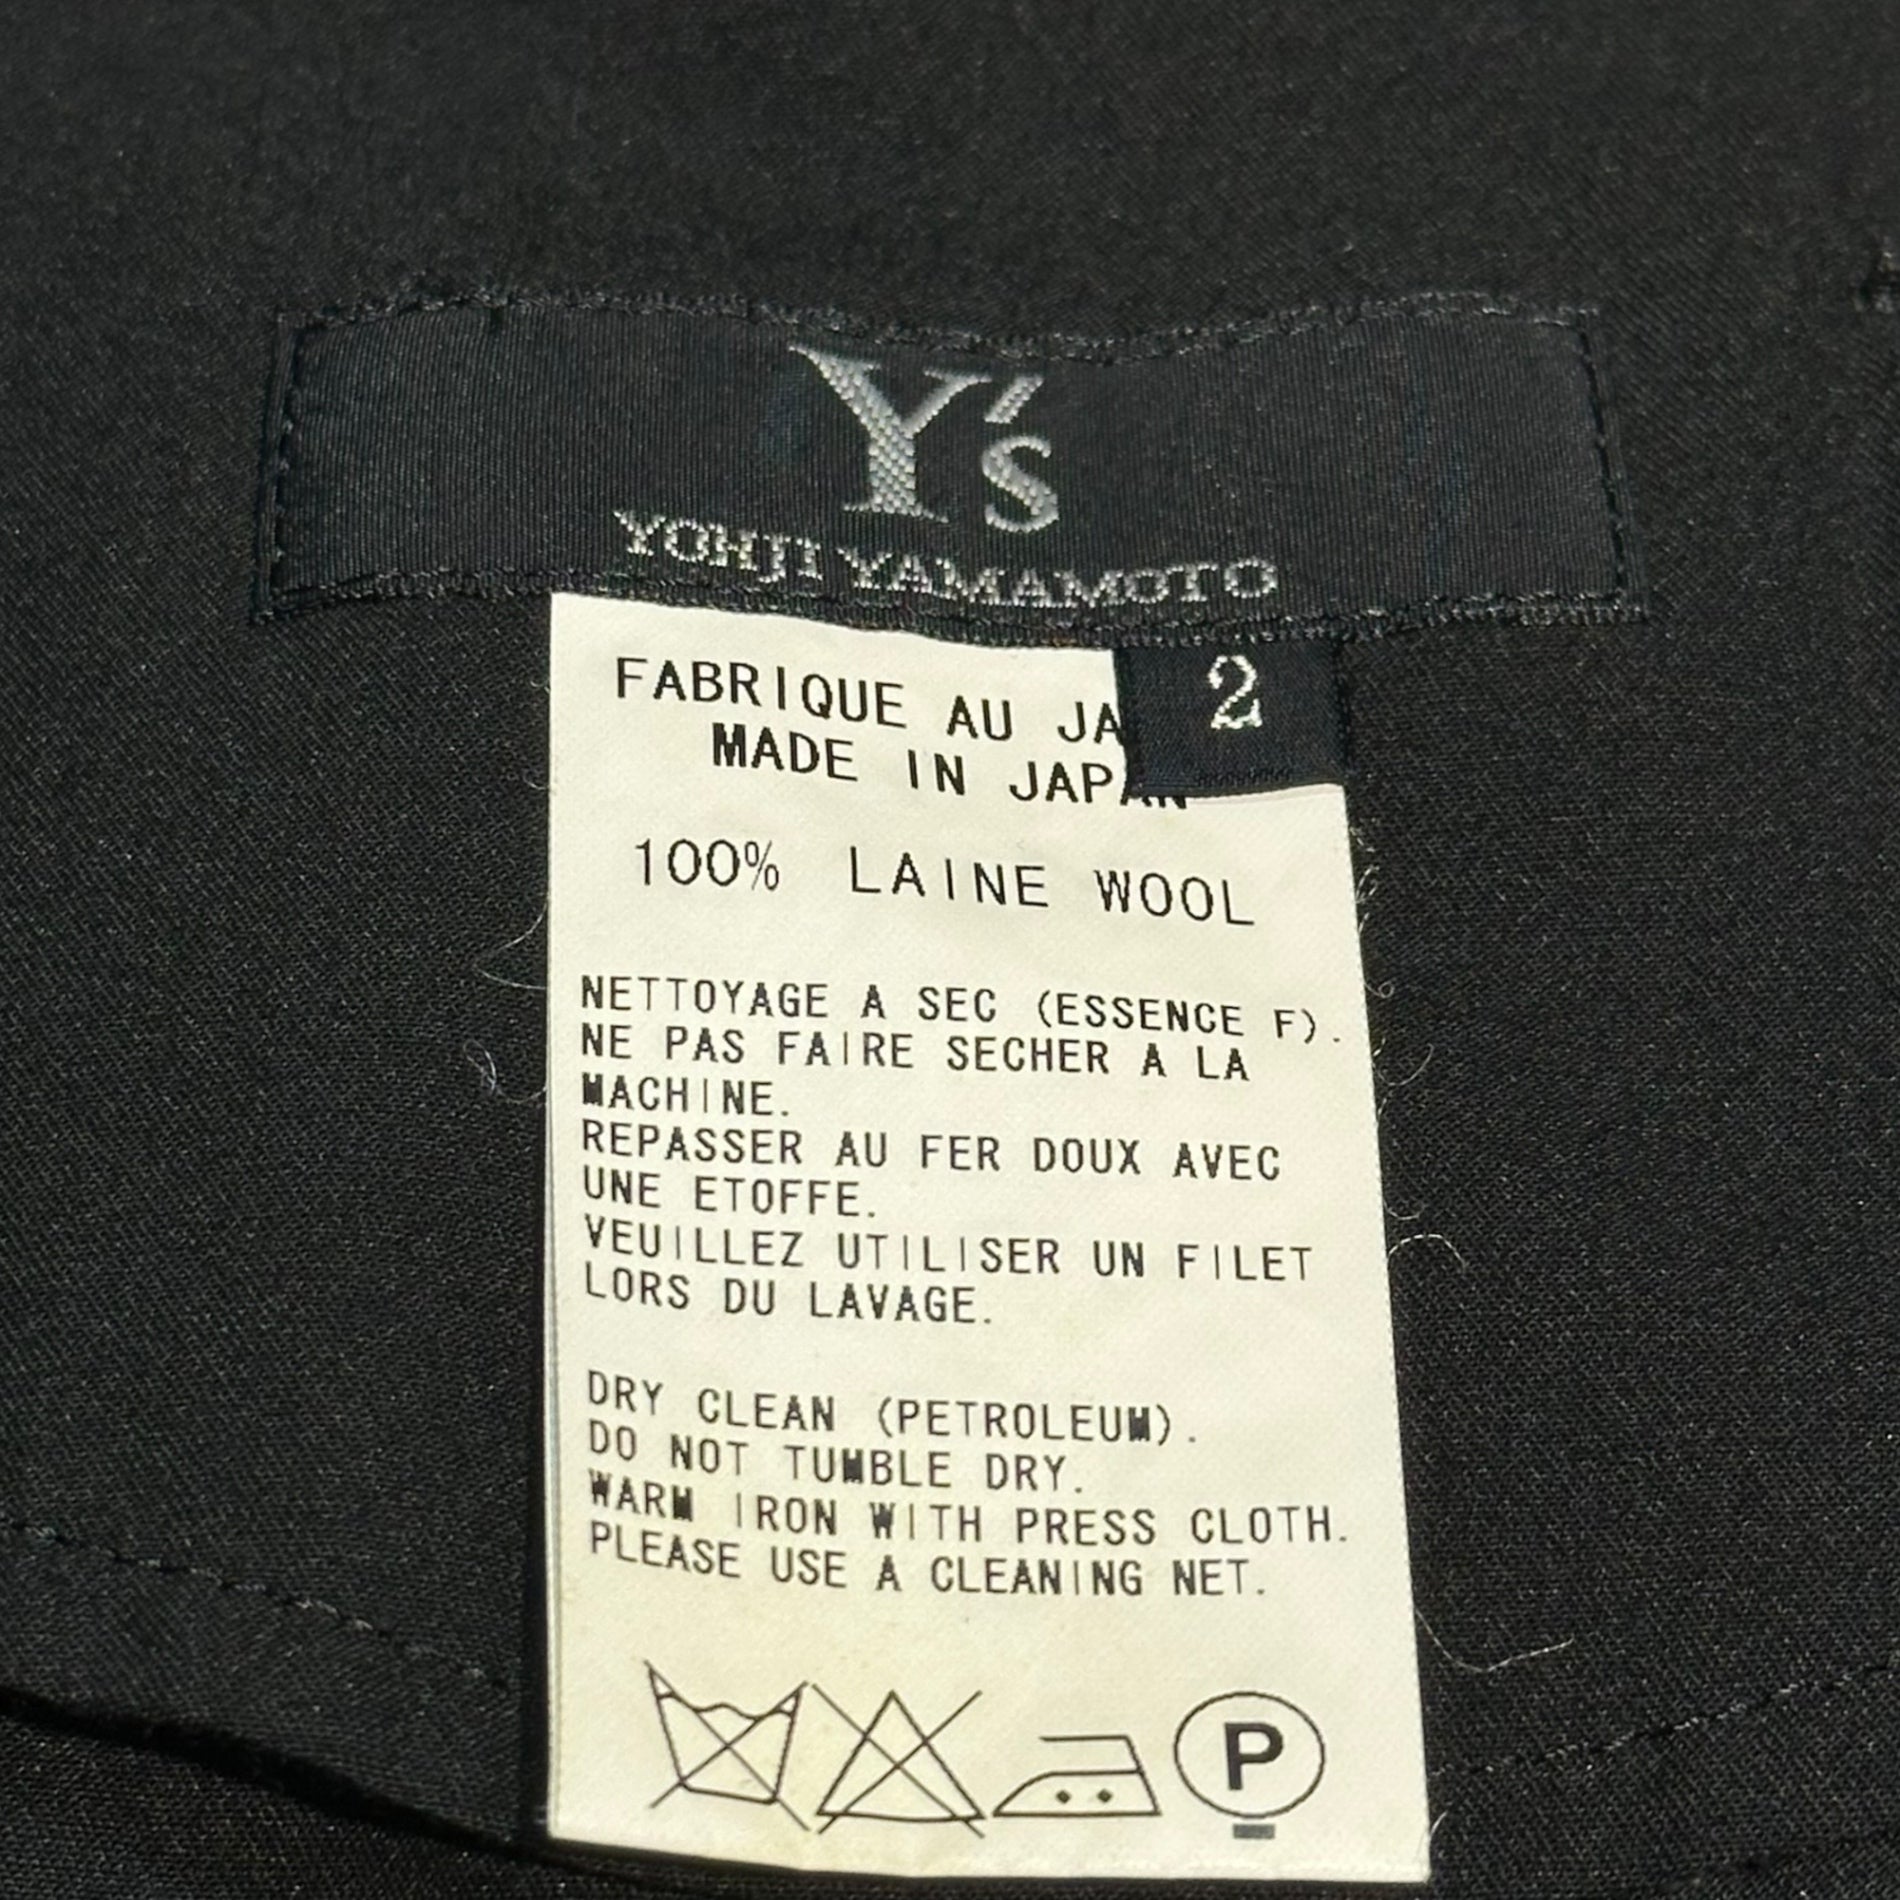 Y's
YOHJI YAMAMOTO
2
FABRIQUE AU JA
MADE IN JAPAN
100% LAINE WOOL
NETTOYAGE A SEC (ESSENCE F).
NE PAS FAIRE SECHER A LA
MACHINE.
REPASSER AU FER DOUX AVEC
UNE ETOFFE.
VEUILLEZ UTILISER UN FILET
LORS DU LAVAGE.
DRY CLEAN (PETROLEUM).
DO NOT TUMBLE DRY.
WARM IRON WITH PRESS CLOTH.
PLEASE USE A CLEANING NET.
P